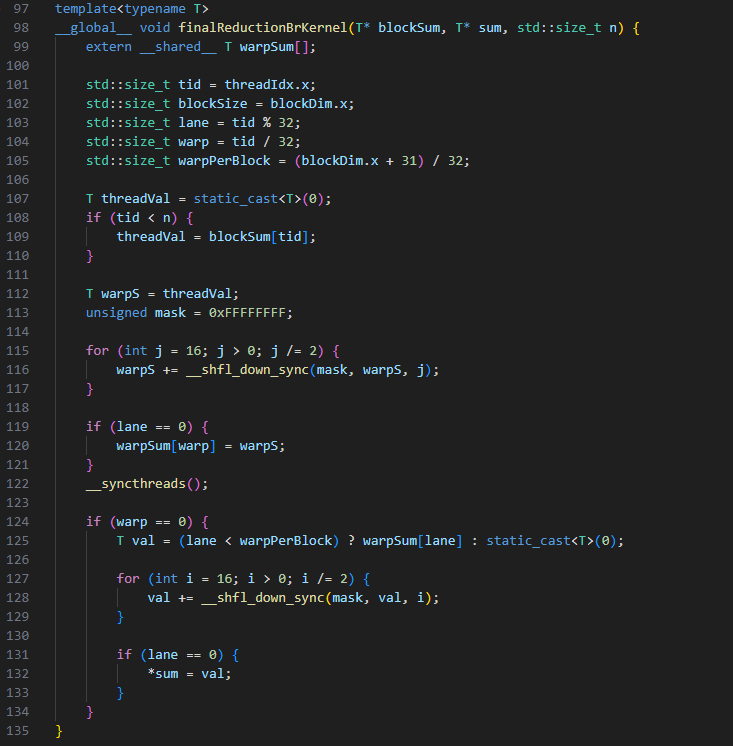 97 template<typename T>
98 __global__ void finalReductionBrKernel(T* blockSum, T* sum, std::size_t n) {
99     extern __shared__ T warpSum[];
100
101     std::size_t tid = threadIdx.x;
102     std::size_t blockSize = blockDim.x;
103     std::size_t lane = tid % 32;
104     std::size_t warp = tid / 32;
105     std::size_t warpPerBlock = (blockDim.x + 31) / 32;
106
107     T threadVal = static_cast<T>(0);
108     if (tid < n) {
109         threadVal = blockSum[tid];
110     }
111
112     T warpS = threadVal;
113     unsigned mask = 0xFFFFFFFF;
114
115     for (int j = 16; j > 0; j /= 2) {
116         warpS += __shfl_down_sync(mask, warpS, j);
117     }
118
119     if (lane == 0) {
120         warpSum[warp] = warpS;
121     }
122     __syncthreads();
123
124     if (warp == 0) {
125         T val = (lane < warpPerBlock) ? warpSum[lane] : static_cast<T>(0);
126
127         for (int i = 16; i > 0; i /= 2) {
128             val += __shfl_down_sync(mask, val, i);
129         }
130
131         if (lane == 0) {
132             *sum = val;
133         }
134     }
135 }